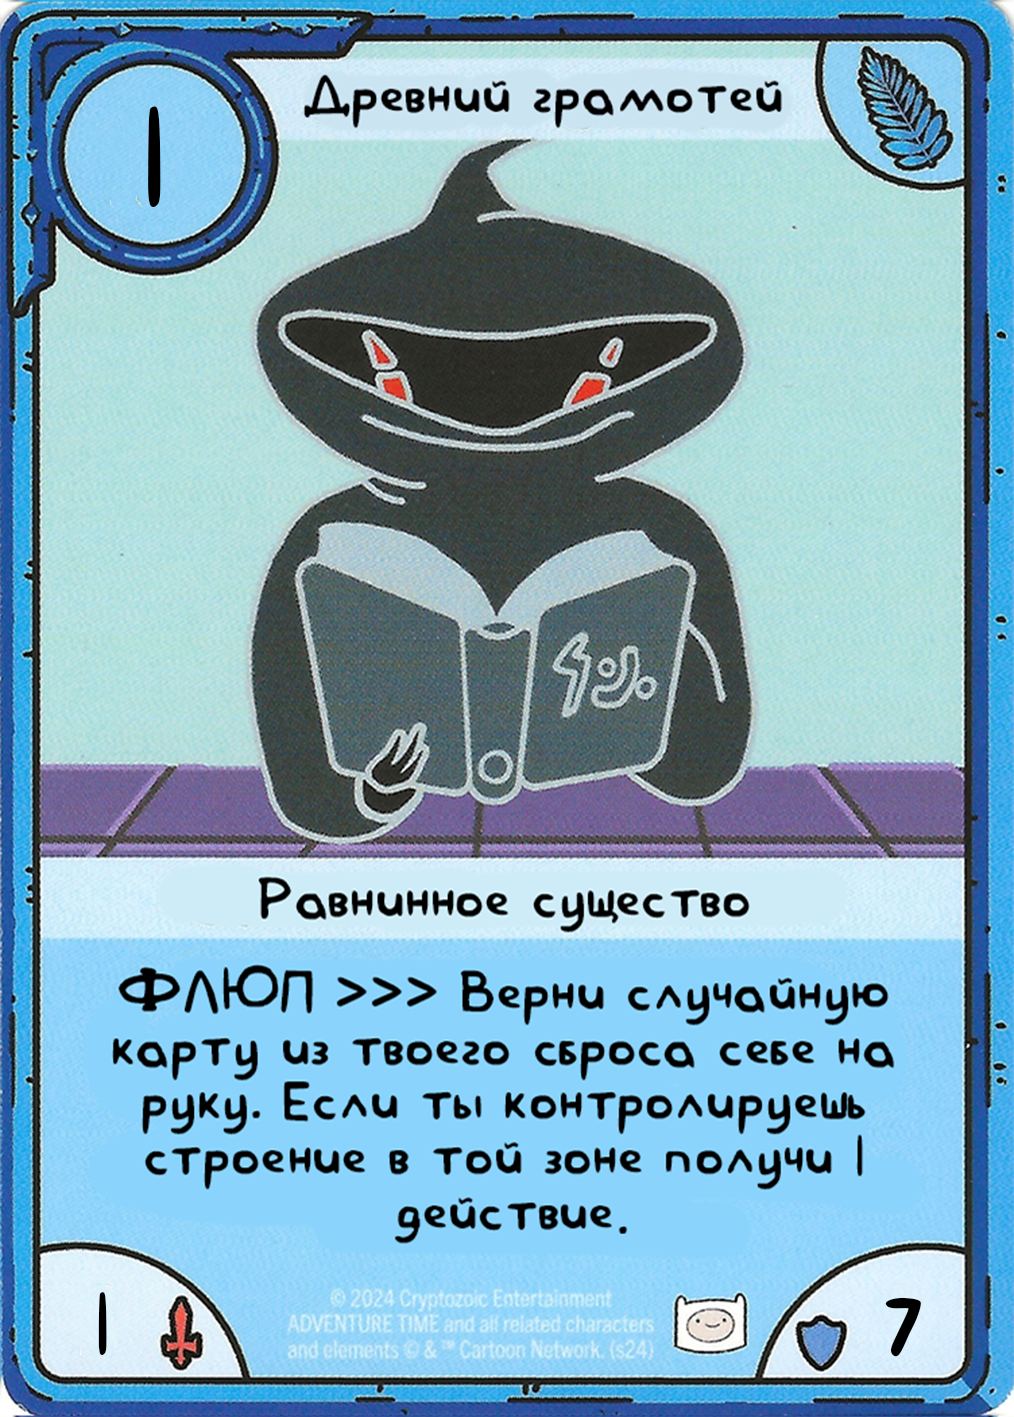 1
Древний грамотей
Равнинное существо
ФЛЮП >>> Верни случайную
карту из твоего сброса себе на
руку. Если ты контролируешь
строение в той зоне получи 1
действие.
© 2024 Cryptozoic Entertainment
ADVENTURE TIME and all related characters
and elements © & ™ Cartoon Network. (s24)
1
7